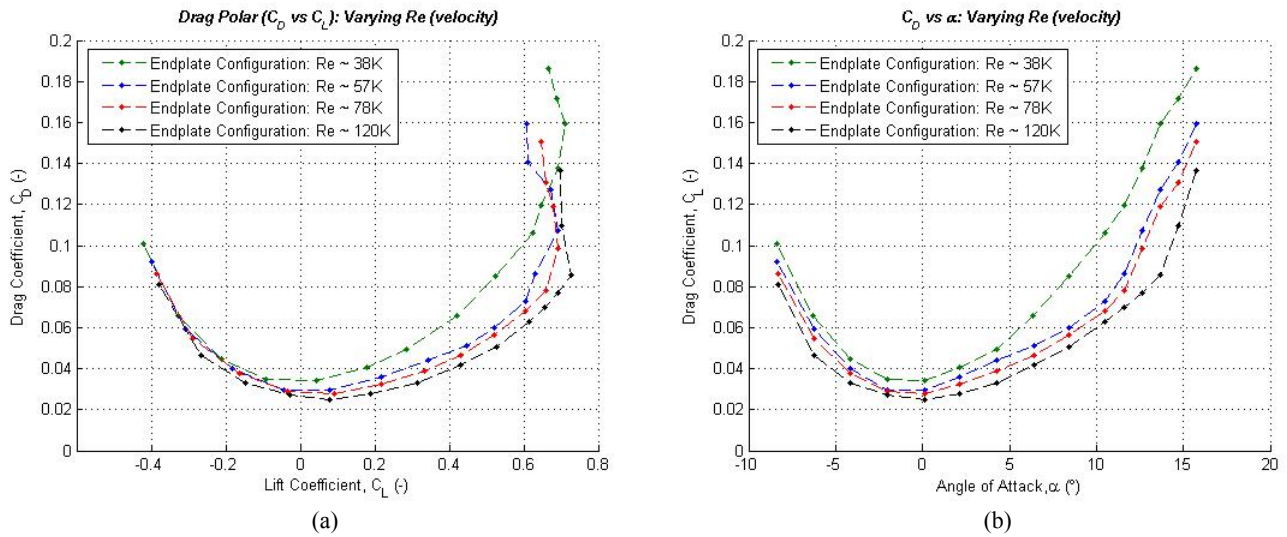 Drag Polar (C_D vs C_L): Varying Re (velocity)
0.2
0.18
0.16
0.14
0.12
0.1
0.08
0.06
0.04
0.02
0
Drag Coefficient, C_D (-)
Endplate Configuration: Re ~ 38K
Endplate Configuration: Re ~ 57K
Endplate Configuration: Re ~ 78K
Endplate Configuration: Re ~ 120K
-0.4 -0.2 0 0.2 0.4 0.6 0.8
Lift Coefficient, C_L (-)
(a)
C_D vs α: Varying Re (velocity)
0.2
0.18
0.16
0.14
0.12
0.1
0.08
0.06
0.04
0.02
0
Drag Coefficient, C_L (-)
Endplate Configuration: Re ~ 38K
Endplate Configuration: Re ~ 57K
Endplate Configuration: Re ~ 78K
Endplate Configuration: Re ~ 120K
-10 -5 0 5 10 15 20
Angle of Attack,α (°)
(b)